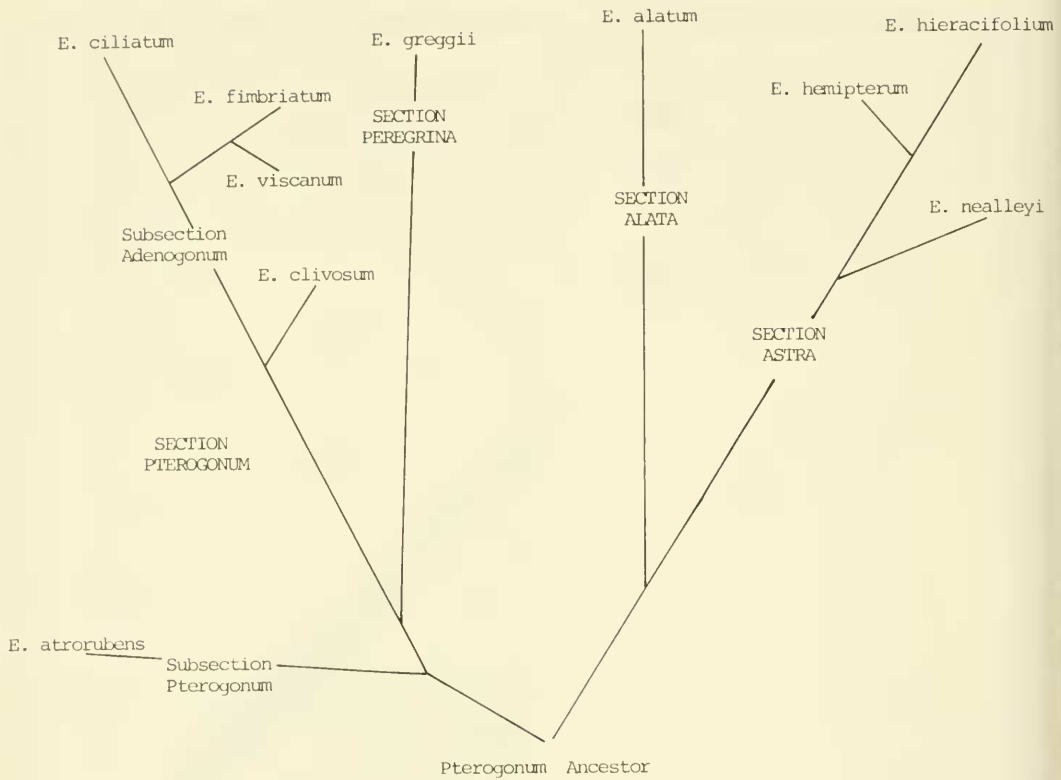 E. ciliatum
E. greggii
E. alatum
E. hieracifolium
E. fimbriatum
E. hemipterum
SECTION
PEREGRINA
E. viscanum
SECTION
ALATA
E. nealleyi
Subsection
Adenogonum
E. clivosum
SECTION
ASTRA
SECTION
PTEROGONUM
E. atrorubens
Subsection
Pterogonum
Pterogonum Ancestor